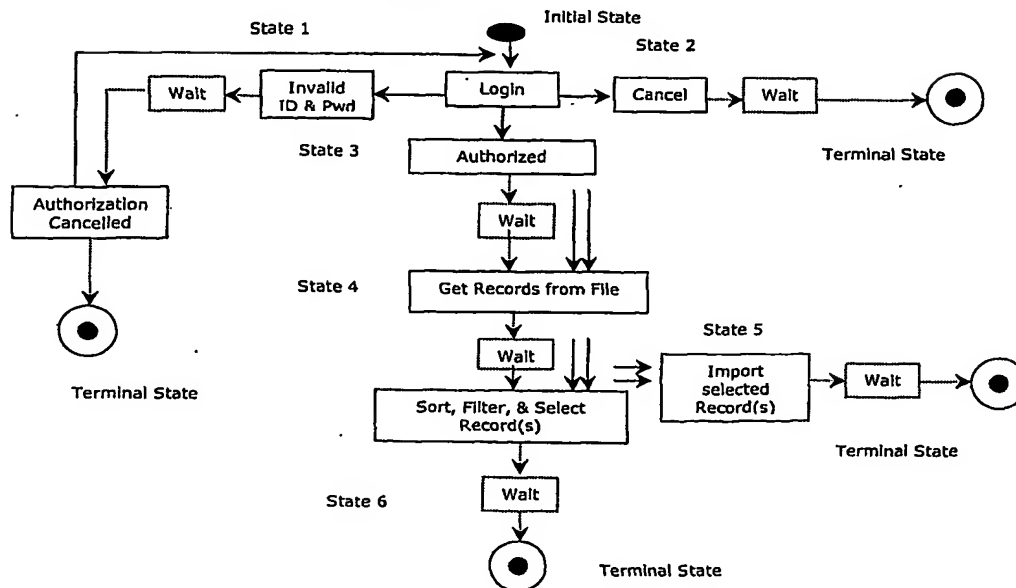 Initial State
State 1
State 2
Wait
Invalid
ID & Pwd
Login
Cancel
Wait
State 3
Authorized
Terminal State
Authorization
Cancelled
Wait
State 4
Get Records from File
State 5
Wait
Import
selected
Record(s)
Wait
Terminal State
Sort, Filter, & Select
Record(s)
Terminal State
State 6
Wait
Terminal State